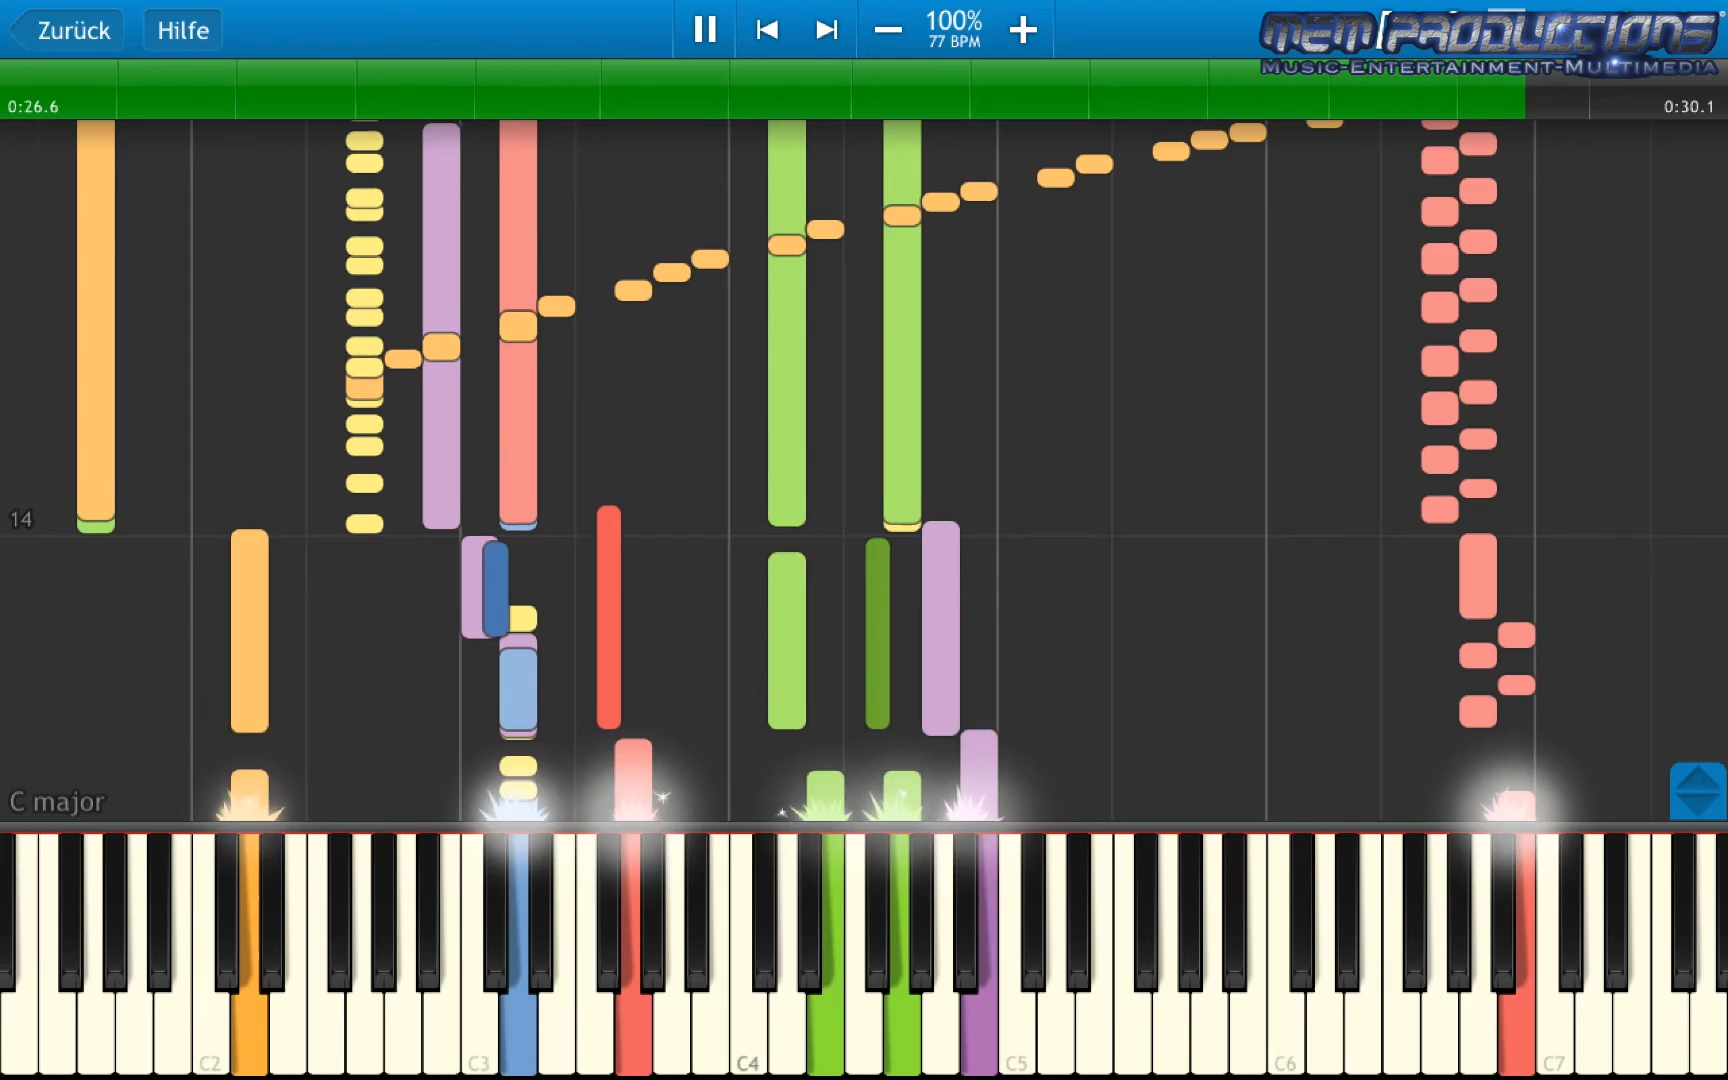 Zurück
Hilfe
100%
77 BPM
MEM PRODUCTIONS
MUSIC-ENTERTAINMENT-MULTIMEDIA
0:26.6
0:30.1
14
C major
C2
C3
C4
C5
C6
C7